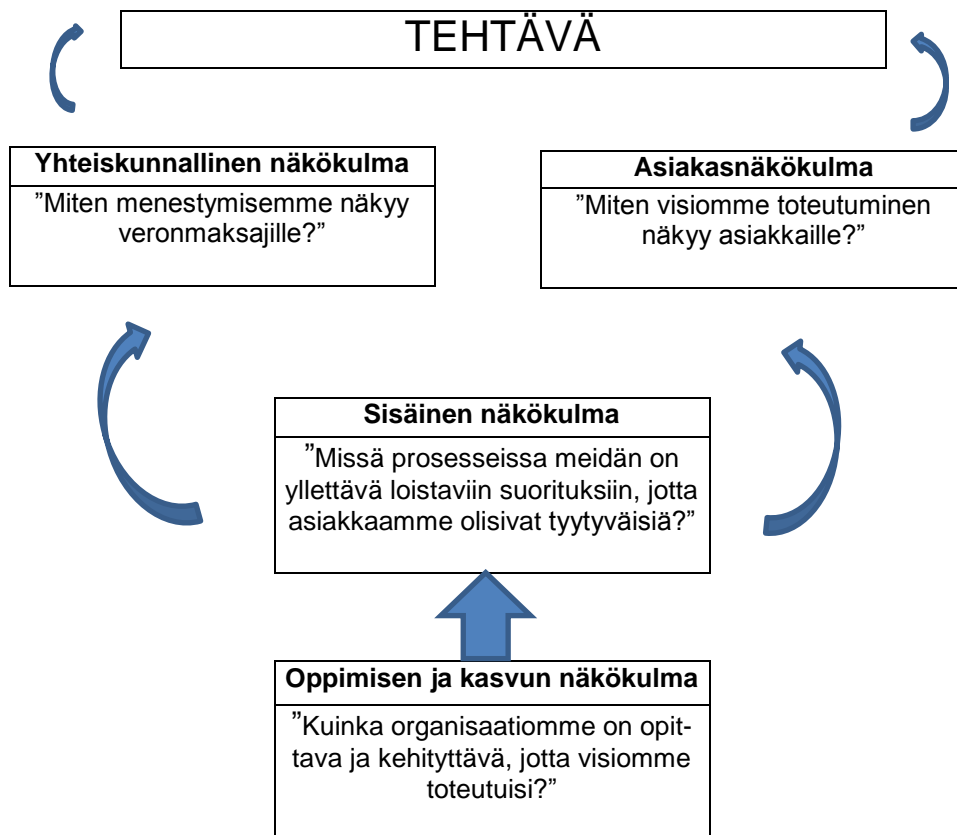 TEHTÄVÄ
Yhteiskunnallinen näkökulma
”Miten menestymisemme näkyy
veronmaksajille?”
Asiakasnäkökulma
”Miten visiomme toteutuminen
näkyy asiakkaille?”
Sisäinen näkökulma
”Missä prosesseissa meidän on
yllettävä loistaviin suorituksiin, jotta
asiakkaamme olisivat tyytyväisiä?”
Oppimisen ja kasvun näkökulma
”Kuinka organisaatiomme on opit-
tava ja kehityttävä, jotta visiomme
toteutuisi?”